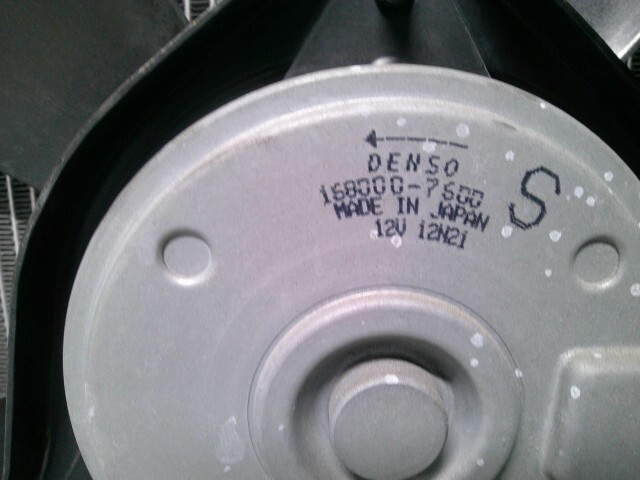 DENSO
168000-7600
MADE IN JAPAN
12V 12N21
S